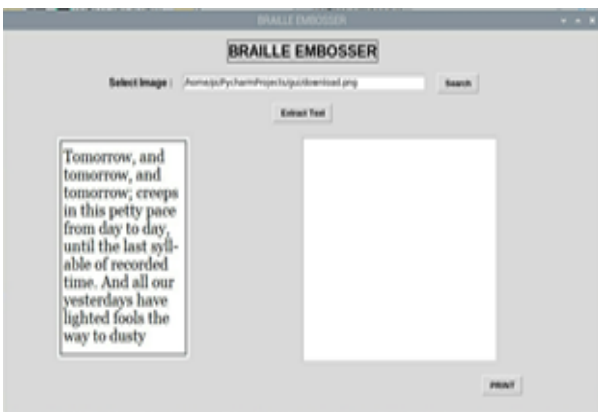 BRAILLE EMBOSSER
BRAILLE EMBOSSER
Select Image : /home/pi/PycharmProjects/gui/download.png Search
Extract Text
Tomorrow, and
tomorrow, and
tomorrow; creeps
in this petty pace
from day to day,
until the last syll-
able of recorded
time. And all our
yesterdays have
lighted fools the
way to dusty
PRINT